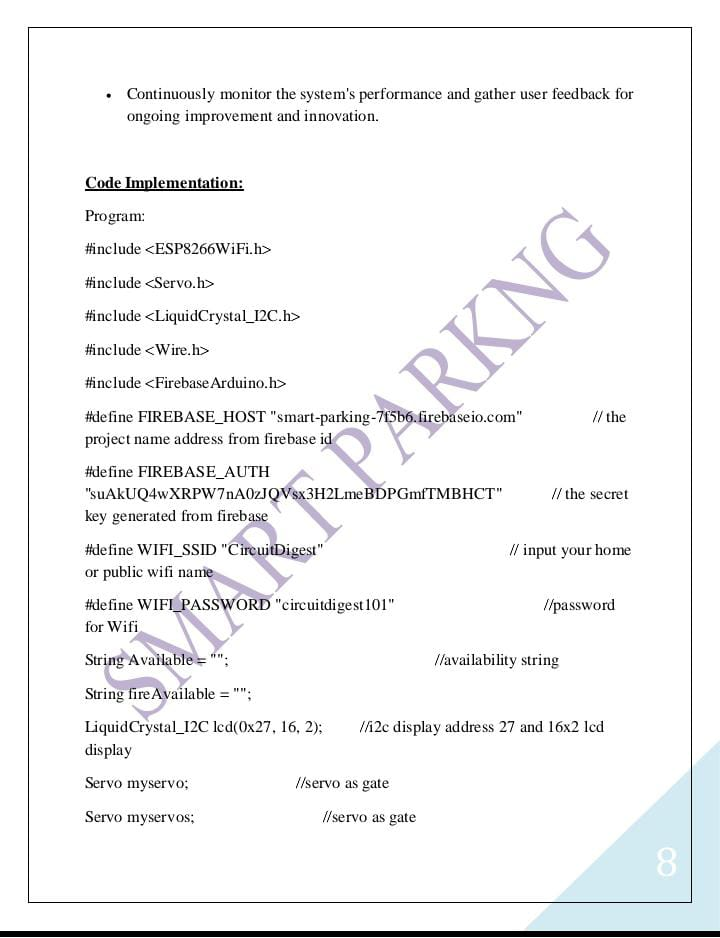 • Continuously monitor the system's performance and gather user feedback for
ongoing improvement and innovation.
Code Implementation:
Program:
#include <ESP8266WiFi.h>
#include <Servo.h>
#include <LiquidCrystal_I2C.h>
#include <Wire.h>
#include <FirebaseArduino.h>
#define FIREBASE_HOST "smart-parking-7f5b6.firebaseio.com" // the
project name address from firebase id
#define FIREBASE_AUTH
"suAkUQ4wXRPW7nA0zJQVsx3H2LmeBDPGmfTMBHCT" // the secret
key generated from firebase
#define WIFI_SSID "CircuitDigest" // input your home
or public wifi name
#define WIFI_PASSWORD "circuitdigest101" //password
for Wifi
String Available = ""; //availability string
String fireAvailable = "";
LiquidCrystal_I2C lcd(0x27, 16, 2); //i2c display address 27 and 16x2 lcd
display
Servo myservo; //servo as gate
Servo myservos; //servo as gate
SMART PARKNG
8